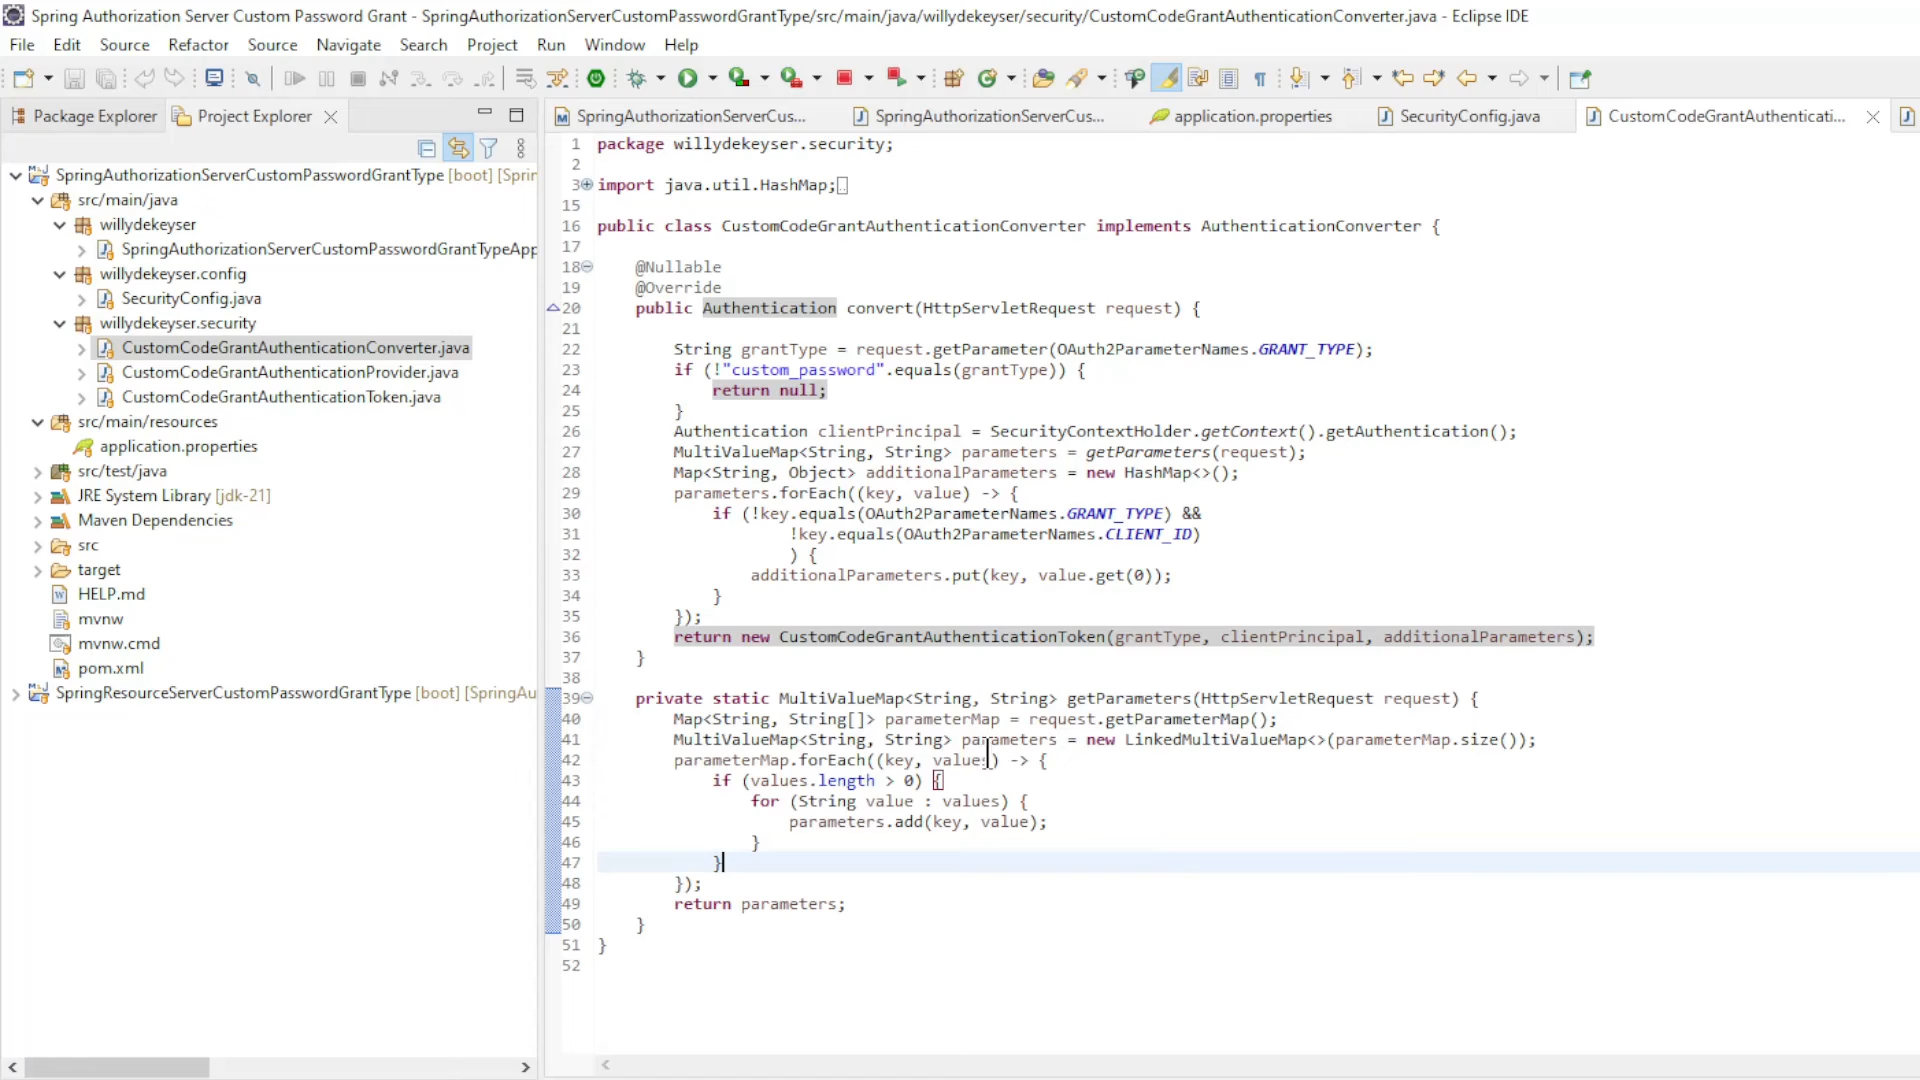 Spring Authorization Server Custom Password Grant - SpringAuthorizationServerCustomPasswordGrantType/src/main/java/willydekeyser/security/CustomCodeGrantAuthenticationConverter.java - Eclipse IDE
File Edit Source Refactor Source Navigate Search Project Run Window Help
Package Explorer
Project Explorer
SpringAuthorizationServerCustomPasswordGrantType [boot] [Sprin
src/main/java
willydekeyser
SpringAuthorizationServerCustomPasswordGrantTypeApp
willydekeyser.config
SecurityConfig.java
willydekeyser.security
CustomCodeGrantAuthenticationConverter.java
CustomCodeGrantAuthenticationProvider.java
CustomCodeGrantAuthenticationToken.java
src/main/resources
application.properties
src/test/java
JRE System Library [jdk-21]
Maven Dependencies
src
target
HELP.md
mvnw
mvnw.cmd
pom.xml
SpringResourceServerCustomPasswordGrantType [boot] [SpringAu
SpringAuthorizationServerCus... SpringAuthorizationServerCus... application.properties SecurityConfig.java CustomCodeGrantAuthenticati...
1 package willydekeyser.security;
2
3 import java.util.HashMap;
15
16 public class CustomCodeGrantAuthenticationConverter implements AuthenticationConverter {
17
18 @Nullable
19 @Override
20 public Authentication convert(HttpServletRequest request) {
21
22 String grantType = request.getParameter(OAuth2ParameterNames.GRANT_TYPE);
23 if (!"custom_password".equals(grantType)) {
24 return null;
25 }
26 Authentication clientPrincipal = SecurityContextHolder.getContext().getAuthentication();
27 MultiValueMap<String, String> parameters = getParameters(request);
28 Map<String, Object> additionalParameters = new HashMap<>();
29 parameters.forEach((key, value) -> {
30 if (!key.equals(OAuth2ParameterNames.GRANT_TYPE) &&
31 !key.equals(OAuth2ParameterNames.CLIENT_ID)
32 ) {
33 additionalParameters.put(key, value.get(0));
34 }
35 });
36 return new CustomCodeGrantAuthenticationToken(grantType, clientPrincipal, additionalParameters);
37 }
38
39 private static MultiValueMap<String, String> getParameters(HttpServletRequest request) {
40 Map<String, String[]> parameterMap = request.getParameterMap();
41 MultiValueMap<String, String> parameters = new LinkedMultiValueMap<>(parameterMap.size());
42 parameterMap.forEach((key, values) -> {
43 if (values.length > 0) {
44 for (String value : values) {
45 parameters.add(key, value);
46 }
47 }
48 });
49 return parameters;
50 }
51 }
52